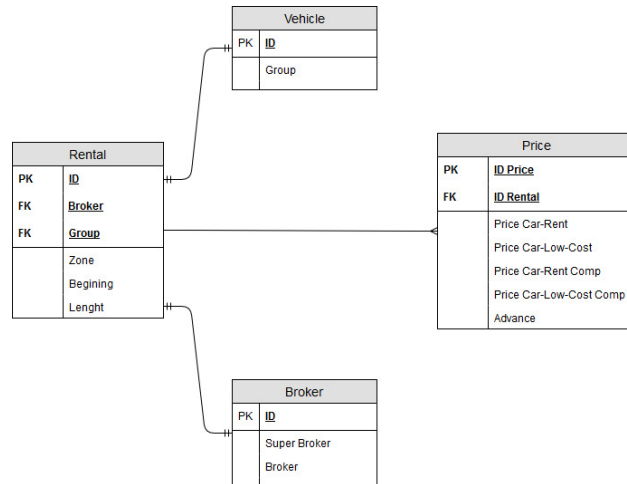 Vehicle
PK ID
Group
Rental
PK ID
FK Broker
FK Group
Zone
Begining
Lenght
Price
PK ID Price
FK ID Rental
Price Car-Rent
Price Car-Low-Cost
Price Car-Rent Comp
Price Car-Low-Cost Comp
Advance
Broker
PK ID
Super Broker
Broker